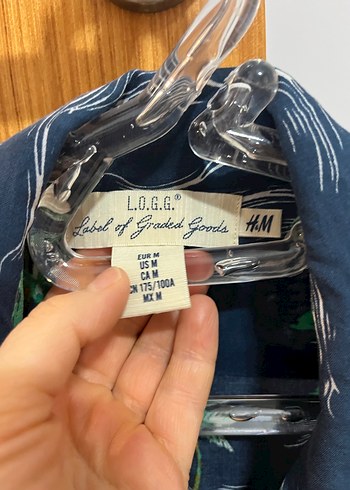 L.O.G.G.®
Label of Graded Goods
H&M
EUR M
US M
CA M
CN 175/100A
MX M